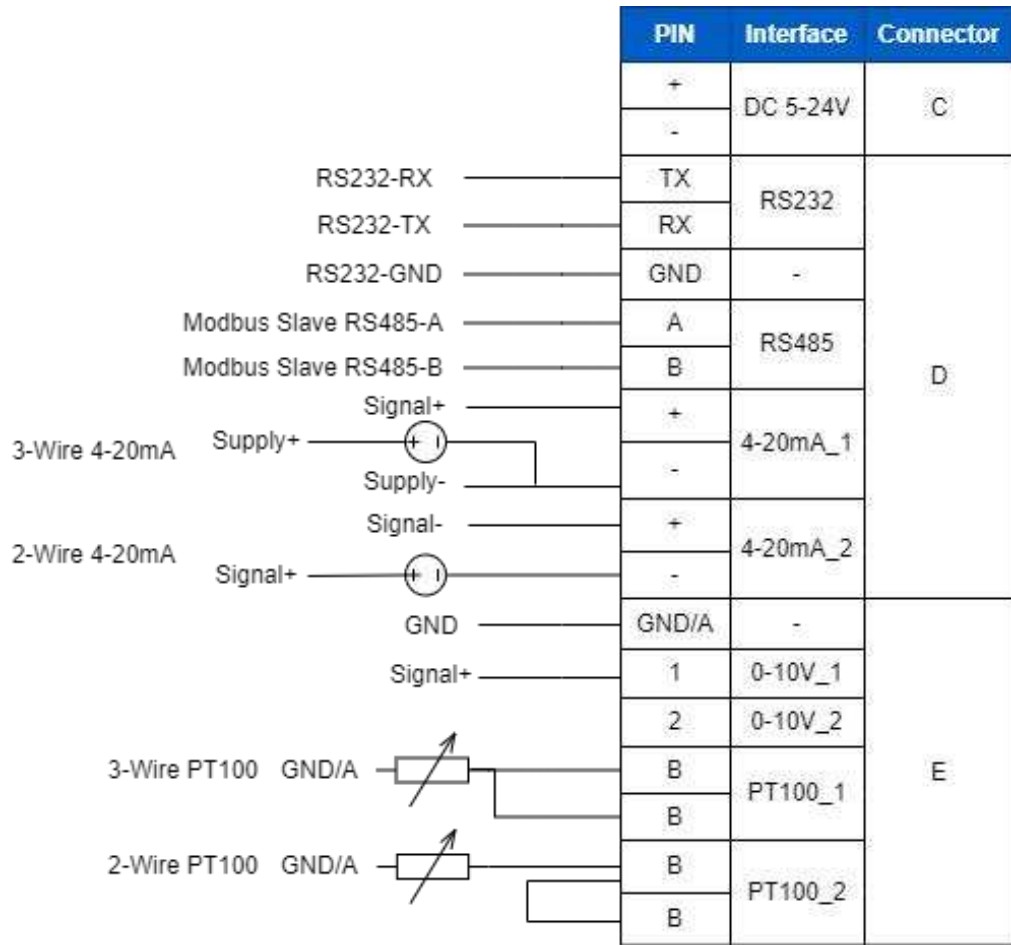 PIN Interface Connector
+ DC 5-24V C
-
RS232-RX TX RS232 D
RS232-TX RX
RS232-GND GND -
Modbus Slave RS485-A A RS485
Modbus Slave RS485-B B
Signal+ + 4-20mA_1
3-Wire 4-20mA Supply+ + -
Supply- -
Signal- + 4-20mA_2
2-Wire 4-20mA Signal+ + - -
GND GND/A - E
Signal+ 1 0-10V_1
2 0-10V_2
3-Wire PT100 GND/A B PT100_1
B
2-Wire PT100 GND/A B PT100_2
B